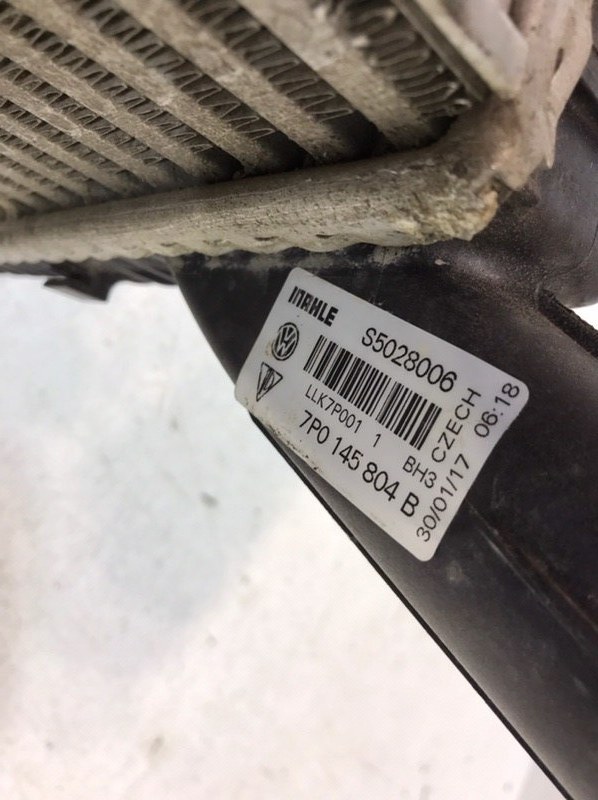 MAHLE
S5028006
LLK7P001 1
BH3
7P0 145 804 B
CZECH
30/01/17 06:18